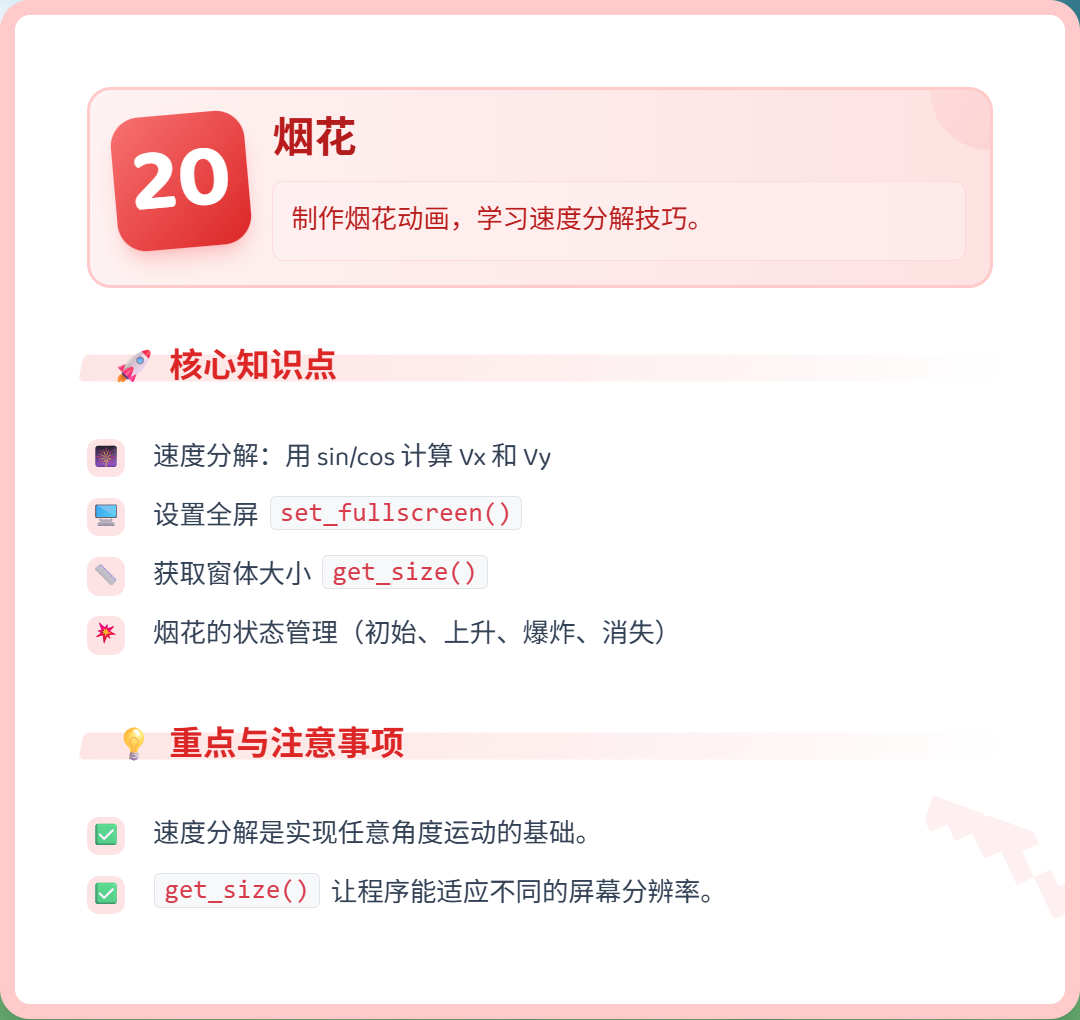 20
烟花
制作烟花动画，学习速度分解技巧。
核心知识点
速度分解：用 sin/cos 计算 Vx 和 Vy
设置全屏 set_fullscreen()
获取窗体大小 get_size()
烟花的状态管理（初始、上升、爆炸、消失）
重点与注意事项
速度分解是实现任意角度运动的基础。
get_size() 让程序能适应不同的屏幕分辨率。